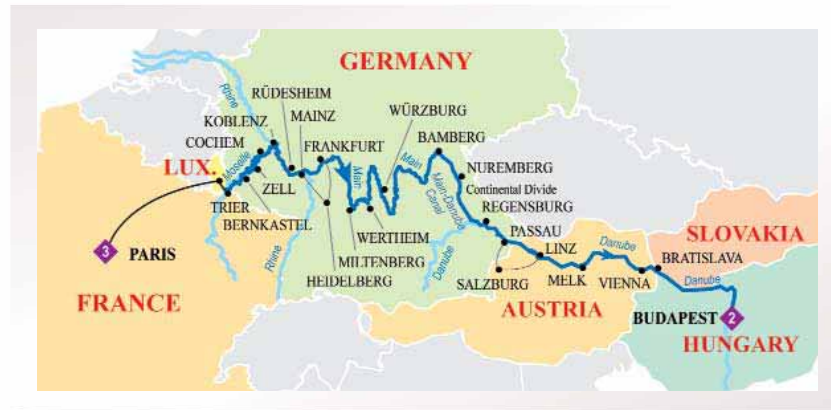 GERMANY
Rhine
RÜDESHEIM
MAINZ
KOBLENZ
COCHEM
FRANKFURT
WÜRZBURG
BAMBERG
LUX.
Moselle
ZELL
Main
Main
NUREMBERG
Continental Divide
Main-Danube
Canal
REGENSBURG
TRIER
BERNKASTEL
WERTHEIM
MILTENBERG
HEIDELBERG
Rhine
Danube
PASSAU
LINZ
Danube
SLOVAKIA
BRATISLAVA
3
PARIS
SALZBURG
MELK
VIENNA
Danube
FRANCE
AUSTRIA
BUDAPEST
2
HUNGARY